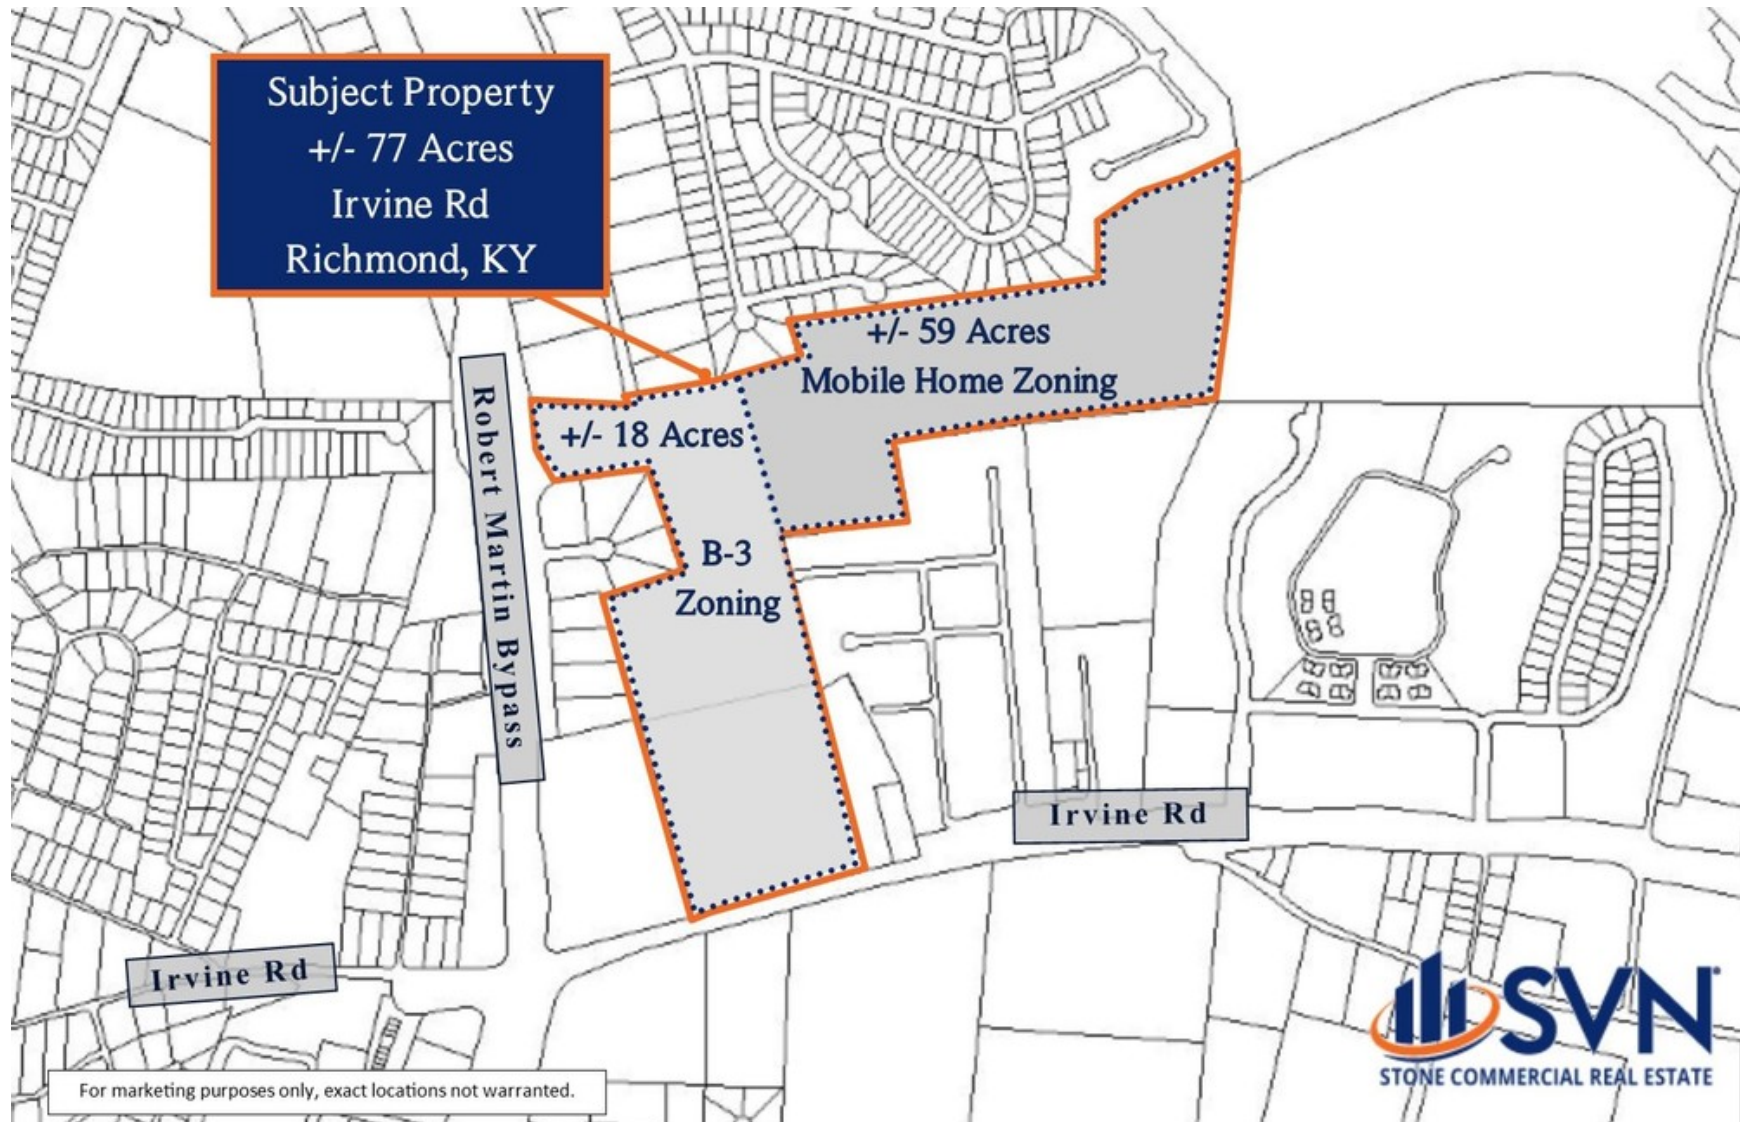 Subject Property
+/- 77 Acres
Irvine Rd
Richmond, KY
+/- 59 Acres
Mobile Home Zoning
+/- 18 Acres
B-3
Zoning
Robert Martin Bypass
Irvine Rd
Irvine Rd
SVN
STONE COMMERCIAL REAL ESTATE
For marketing purposes only, exact locations not warranted.